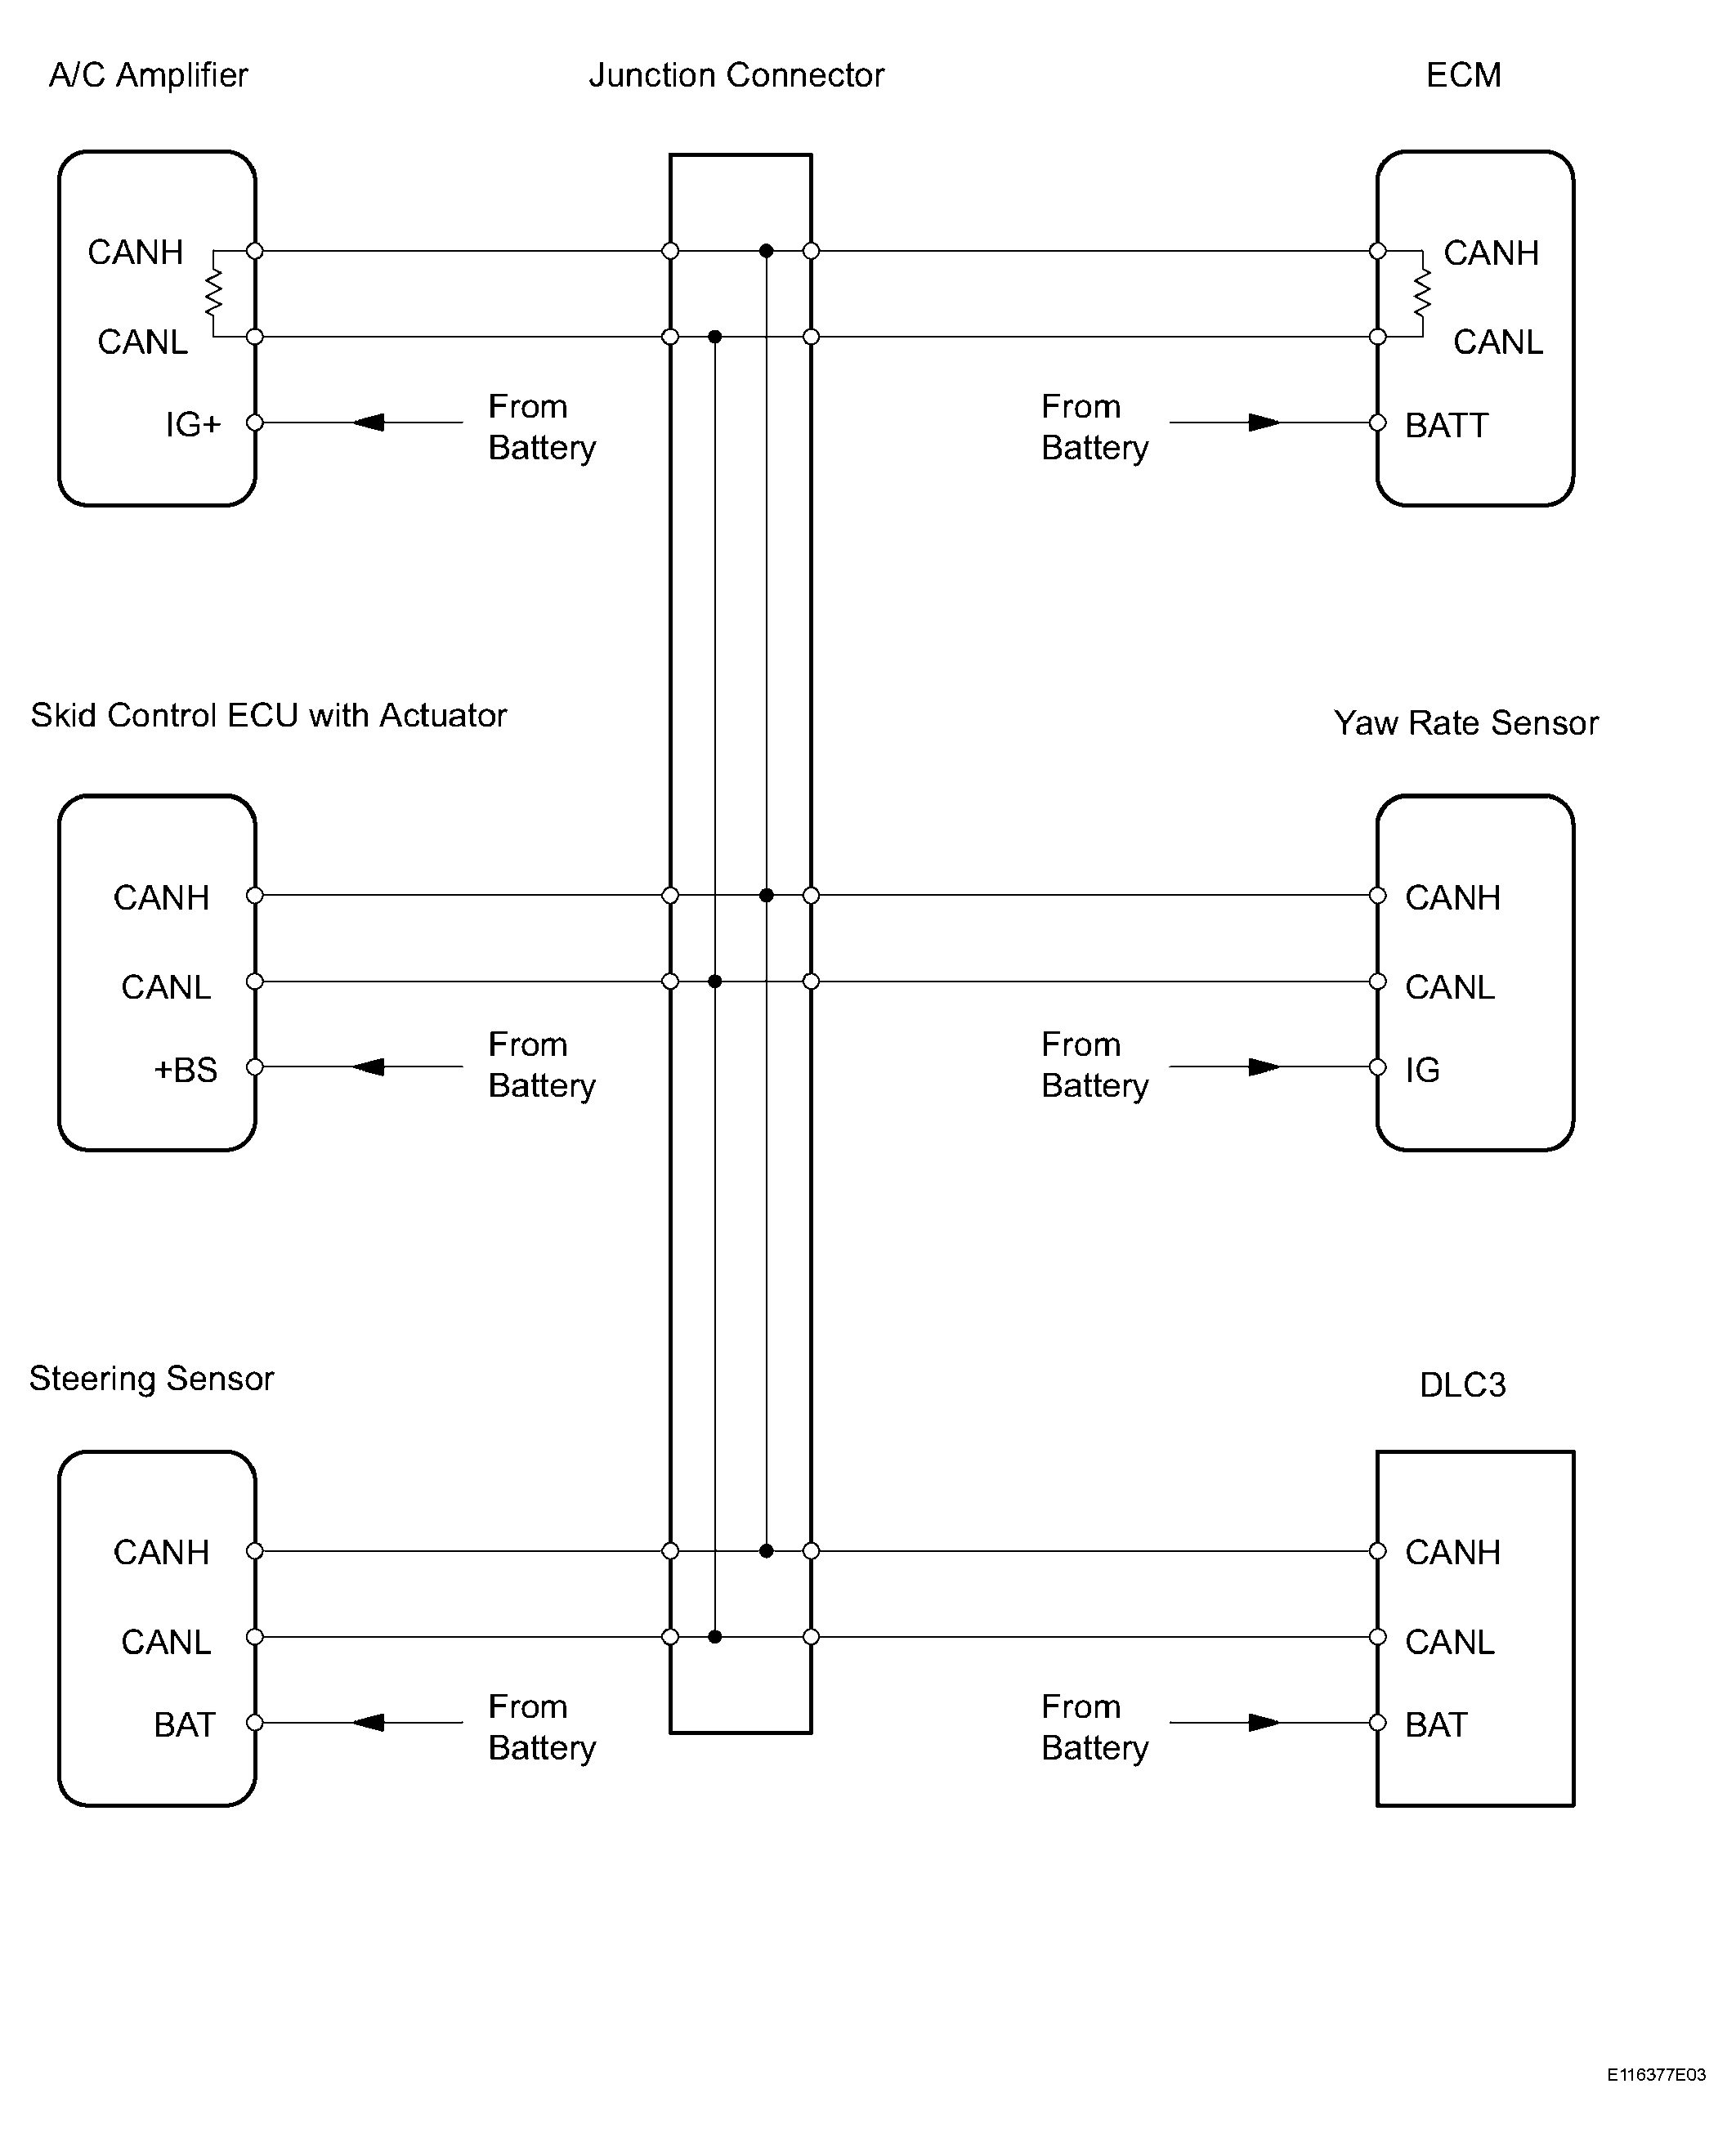 A/C Amplifier
Junction Connector
ECM
CANH
CANH
CANL
CANL
IG+
From
Battery
From
Battery
BATT
Skid Control ECU with Actuator
Yaw Rate Sensor
CANH
CANH
CANL
CANL
+BS
From
Battery
From
Battery
IG
Steering Sensor
DLC3
CANH
CANH
CANL
CANL
BAT
From
Battery
From
Battery
BAT
E116377E03